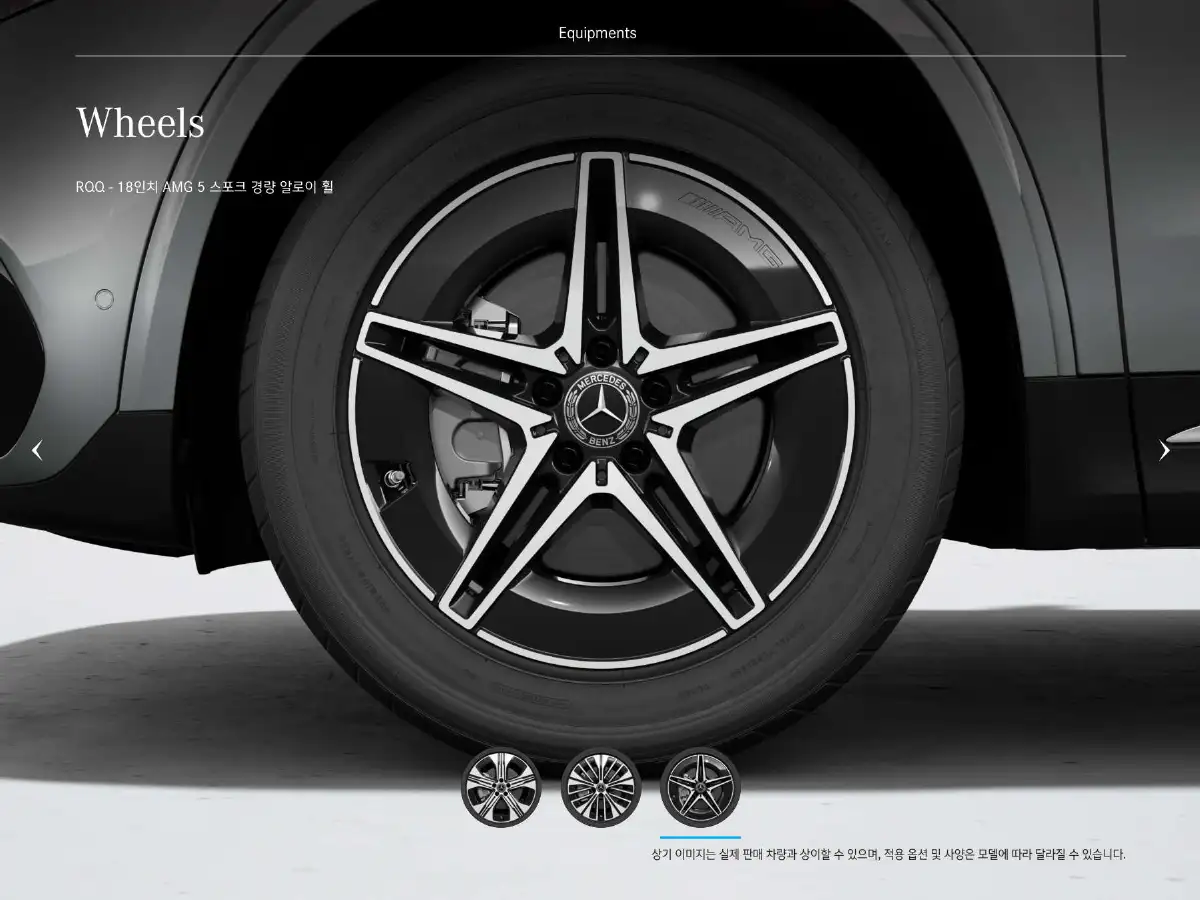 Equipments
Wheels
RQQ - 18인치 AMG 5 스포크 경량 알로이 휠
AMG
MERCEDES
BENZ
상기 이미지는 실제 판매 차량과 상이할 수 있으며, 적용 옵션 및 사양은 모델에 따라 달라질 수 있습니다.